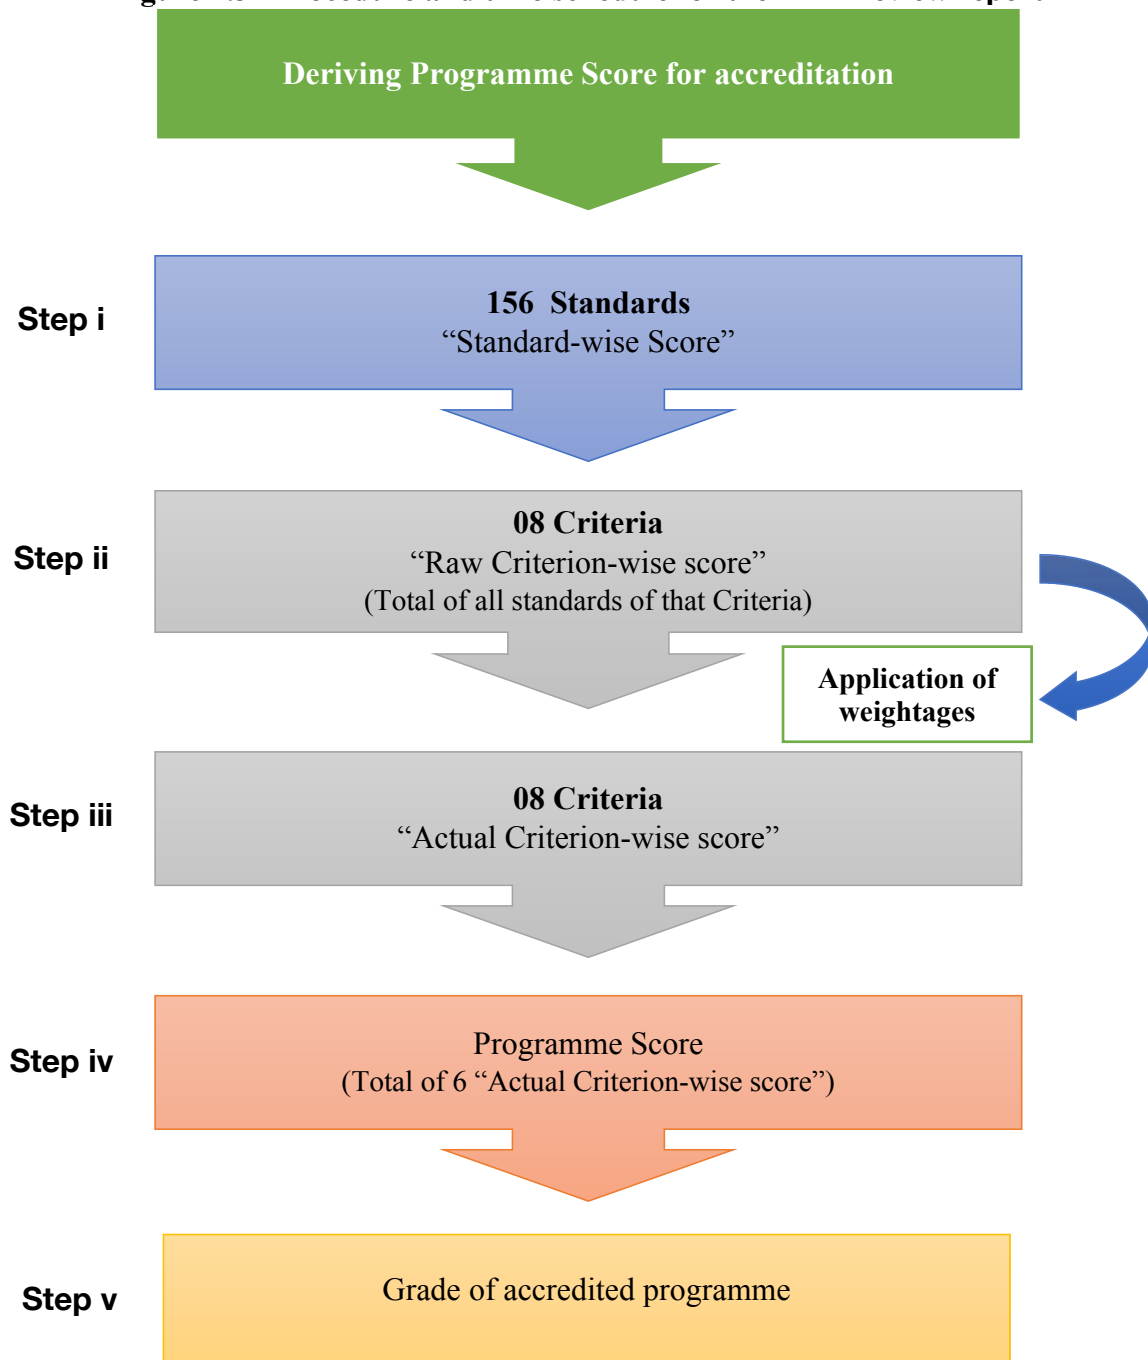 Deriving Programme Score for accreditation
Step i
156 Standards
“Standard-wise Score”
Step ii
08 Criteria
“Raw Criterion-wise score”
(Total of all standards of that Criteria)
Application of
weightages
Step iii
08 Criteria
“Actual Criterion-wise score”
Step iv
Programme Score
(Total of 6 “Actual Criterion-wise score”)
Step v
Grade of accredited programme